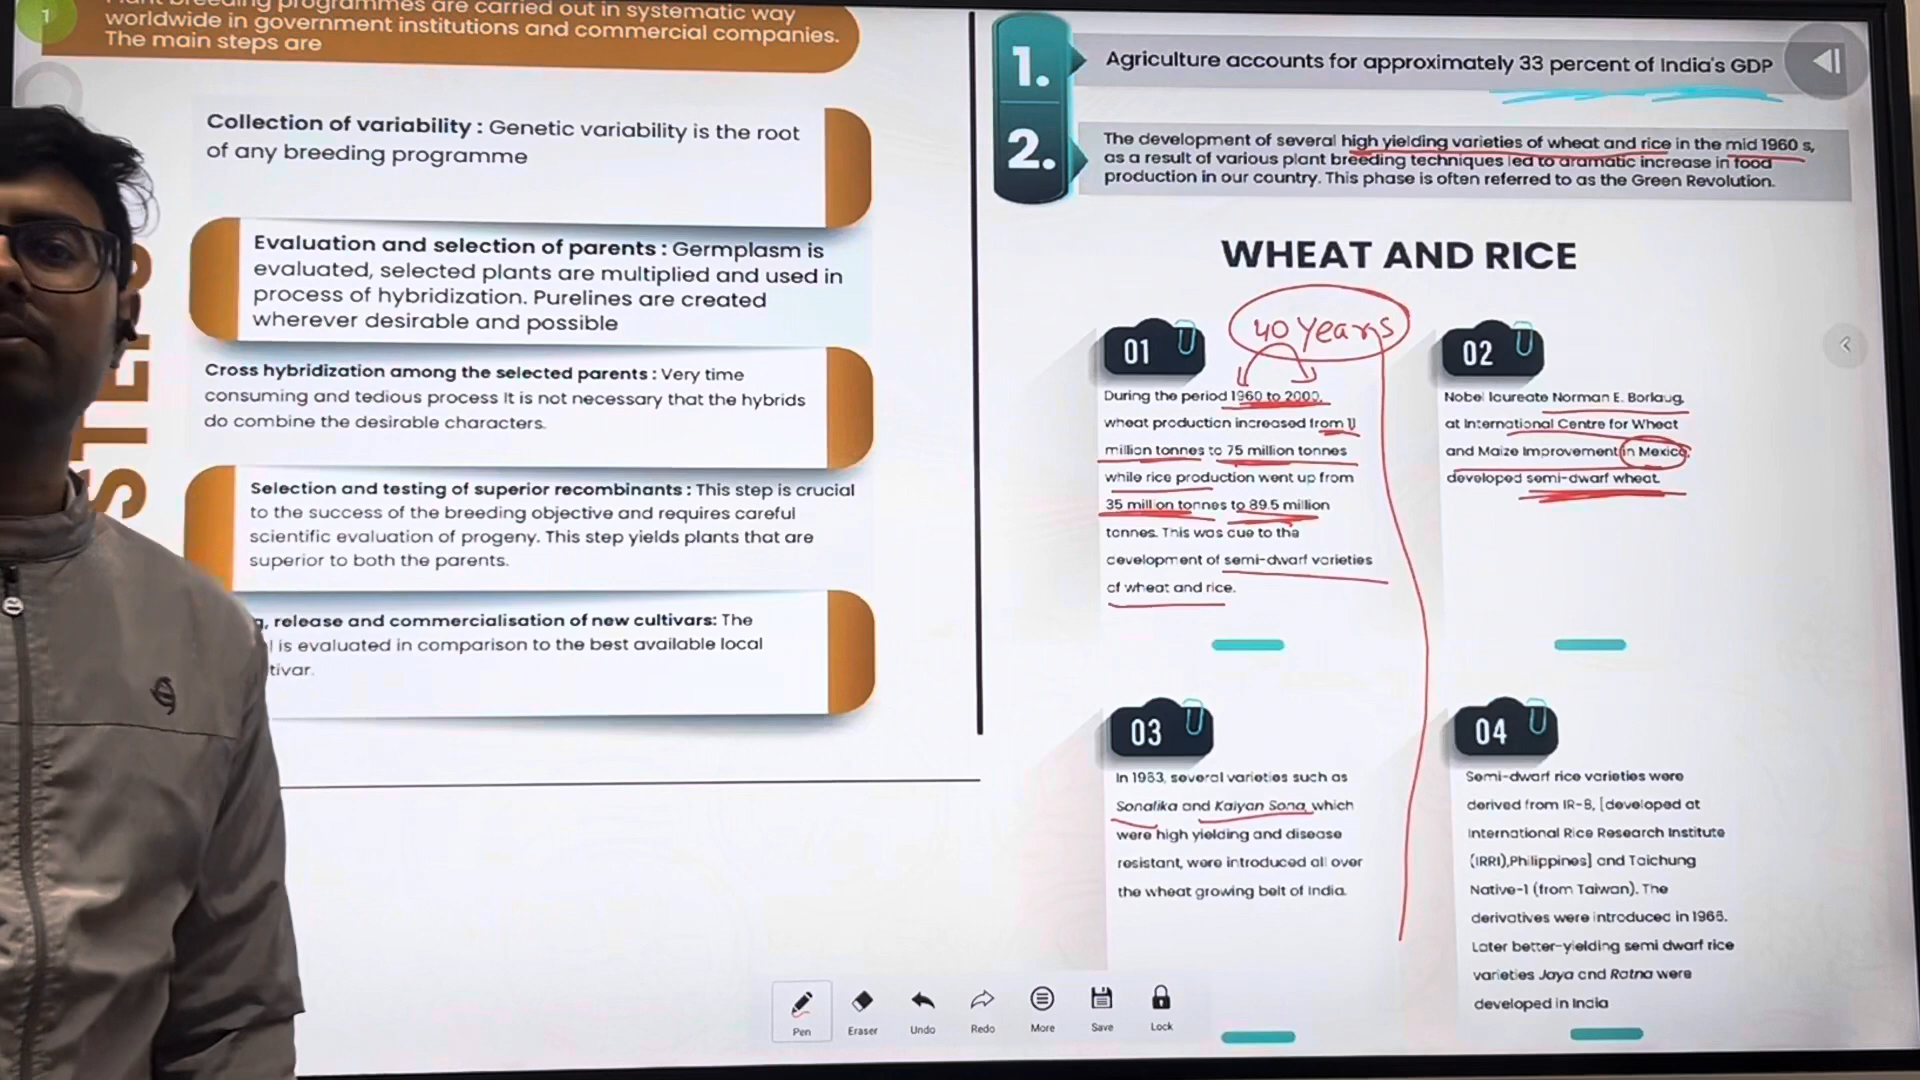 1
Plant breeding programmes are carried out in systematic way
worldwide in government institutions and commercial companies.
The main steps are
STEPS
Collection of variability : Genetic variability is the root
of any breeding programme
Evaluation and selection of parents : Germplasm is
evaluated, selected plants are multiplied and used in
process of hybridization. Purelines are created
wherever desirable and possible
Cross hybridization among the selected parents : Very time
consuming and tedious process It is not necessary that the hybrids
do combine the desirable characters.
Selection and testing of superior recombinants : This step is crucial
to the success of the breeding objective and requires careful
scientific evaluation of progeny. This step yields plants that are
superior to both the parents.
, release and commercialisation of new cultivars: The
is evaluated in comparison to the best available local
tivar.
1.
Agriculture accounts for approximately 33 percent of India's GDP
2.
The development of several high yielding varieties of wheat and rice in the mid 1960 s,
as a result of various plant breeding techniques led to dramatic increase in food
production in our country. This phase is often referred to as the Green Revolution.
WHEAT AND RICE
40 years
01
During the period 1960 to 2000,
wheat production increased from 11
million tonnes to 75 million tonnes
while rice production went up from
35 million tonnes to 89.5 million
tonnes. This was due to the
development of semi-dwarf varieties
of wheat and rice.
02
Nobel laureate Norman E. Borlaug,
at International Centre for Wheat
and Maize Improvement in Mexico,
developed semi-dwarf wheat.
03
In 1963, several varieties such as
Sonalika and Kalyan Sona, which
were high yielding and disease
resistant, were introduced all over
the wheat growing belt of India.
04
Semi-dwarf rice varieties were
derived from IR-8, [developed at
International Rice Research Institute
(IRRI),Philippines] and Taichung
Native-1 (from Taiwan). The
derivatives were introduced in 1966.
Later better-yielding semi dwarf rice
varieties Jaya and Ratna were
developed in India
Pen Eraser Undo Redo More Save Lock